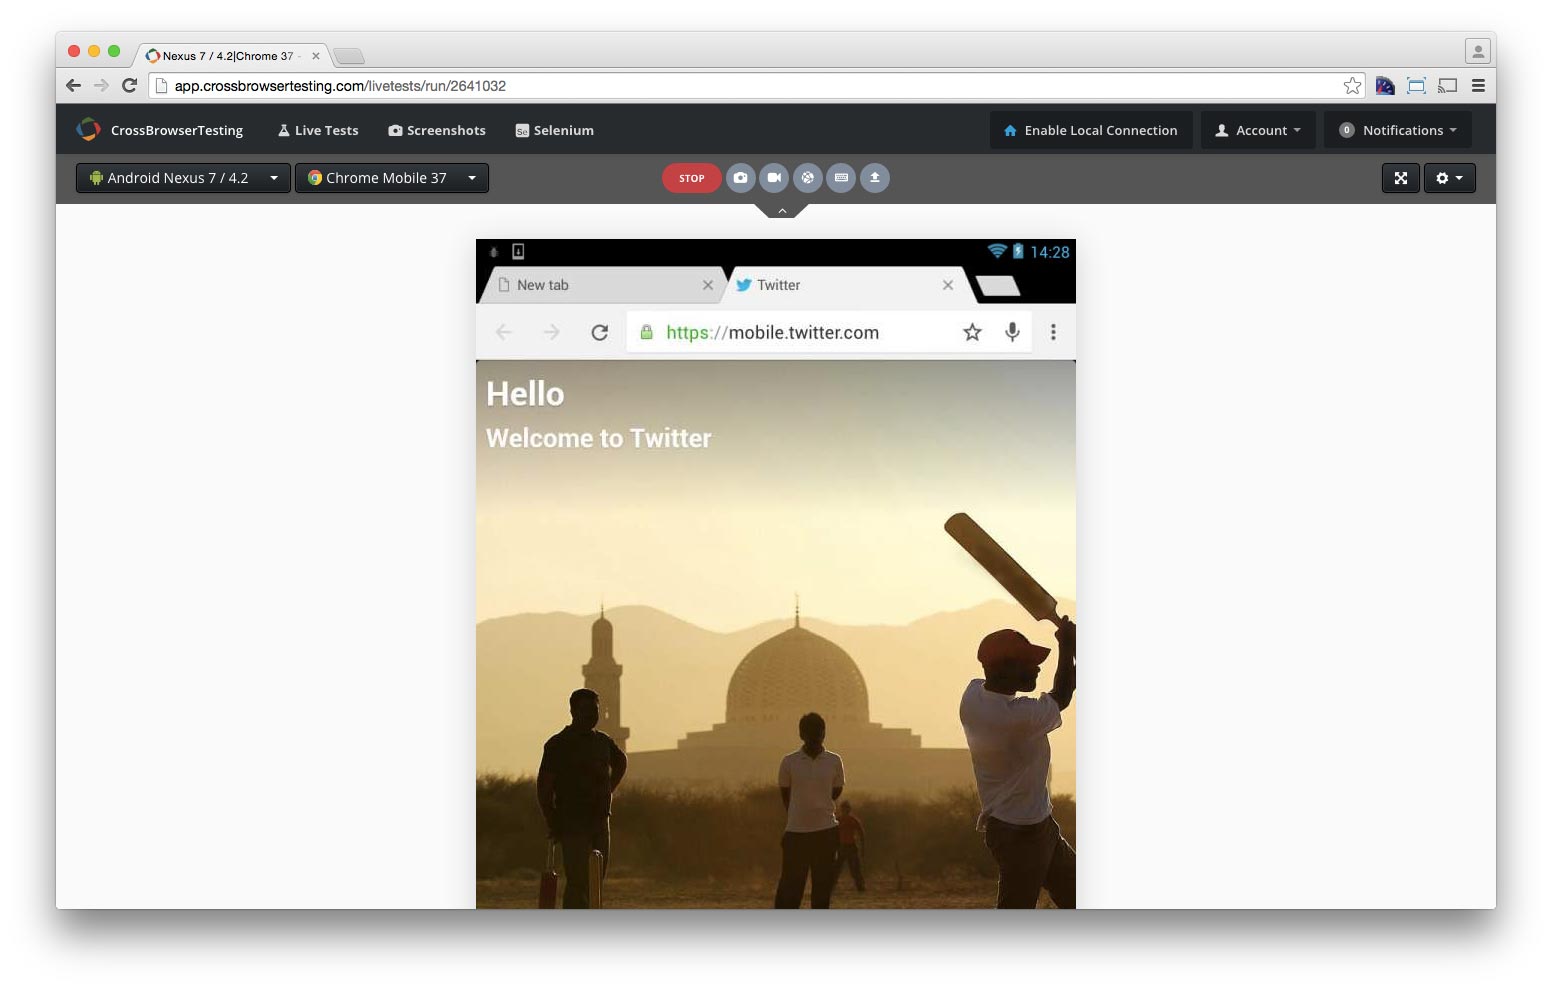 Nexus 7 / 4.2|Chrome 37 -
app.crossbrowsertesting.com/livetests/run/2641032
CrossBrowserTesting Live Tests Screenshots Se Selenium Enable Local Connection Account 0 Notifications
Android Nexus 7 / 4.2 Chrome Mobile 37 STOP
14:28
New tab Twitter
https://mobile.twitter.com
Hello
Welcome to Twitter